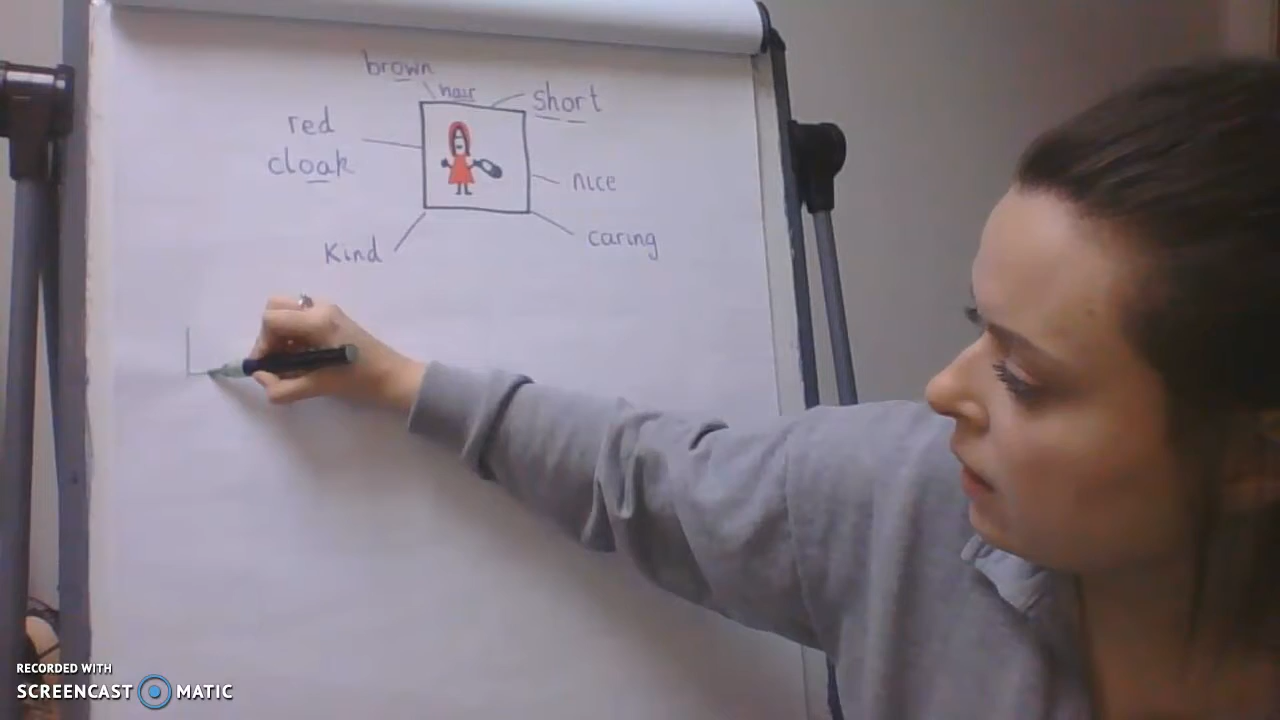 brown
hair
short
red
cloak
nice
Kind
caring
L
RECORDED WITH
SCREENCAST MATIC